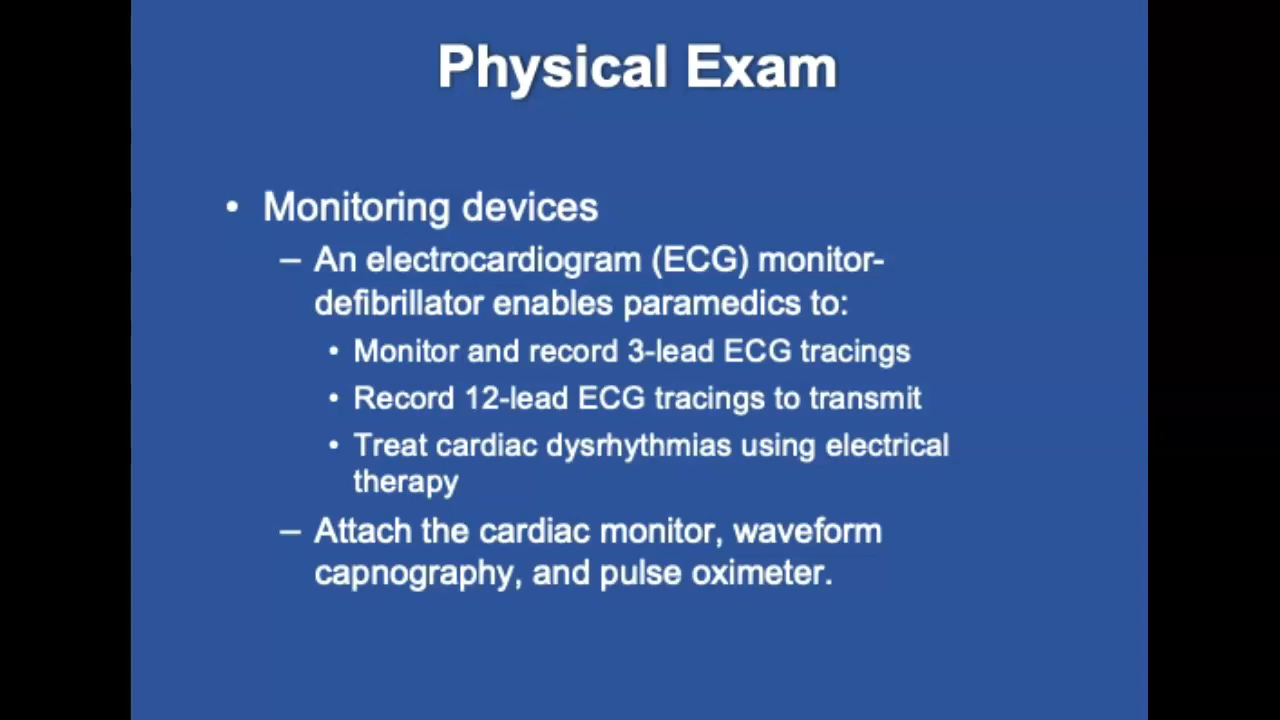 Physical Exam
• Monitoring devices
– An electrocardiogram (ECG) monitor-
defibrillator enables paramedics to:
• Monitor and record 3-lead ECG tracings
• Record 12-lead ECG tracings to transmit
• Treat cardiac dysrhythmias using electrical
therapy
– Attach the cardiac monitor, waveform
capnography, and pulse oximeter.